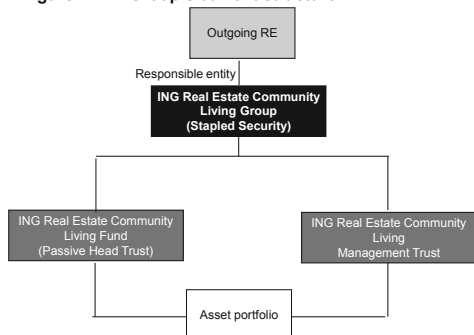 Outgoing RE
Responsible entity
ING Real Estate Community
Living Group
(Stapled Security)
ING Real Estate Community
Living Fund
(Passive Head Trust)
ING Real Estate Community
Living
Management Trust
Asset portfolio